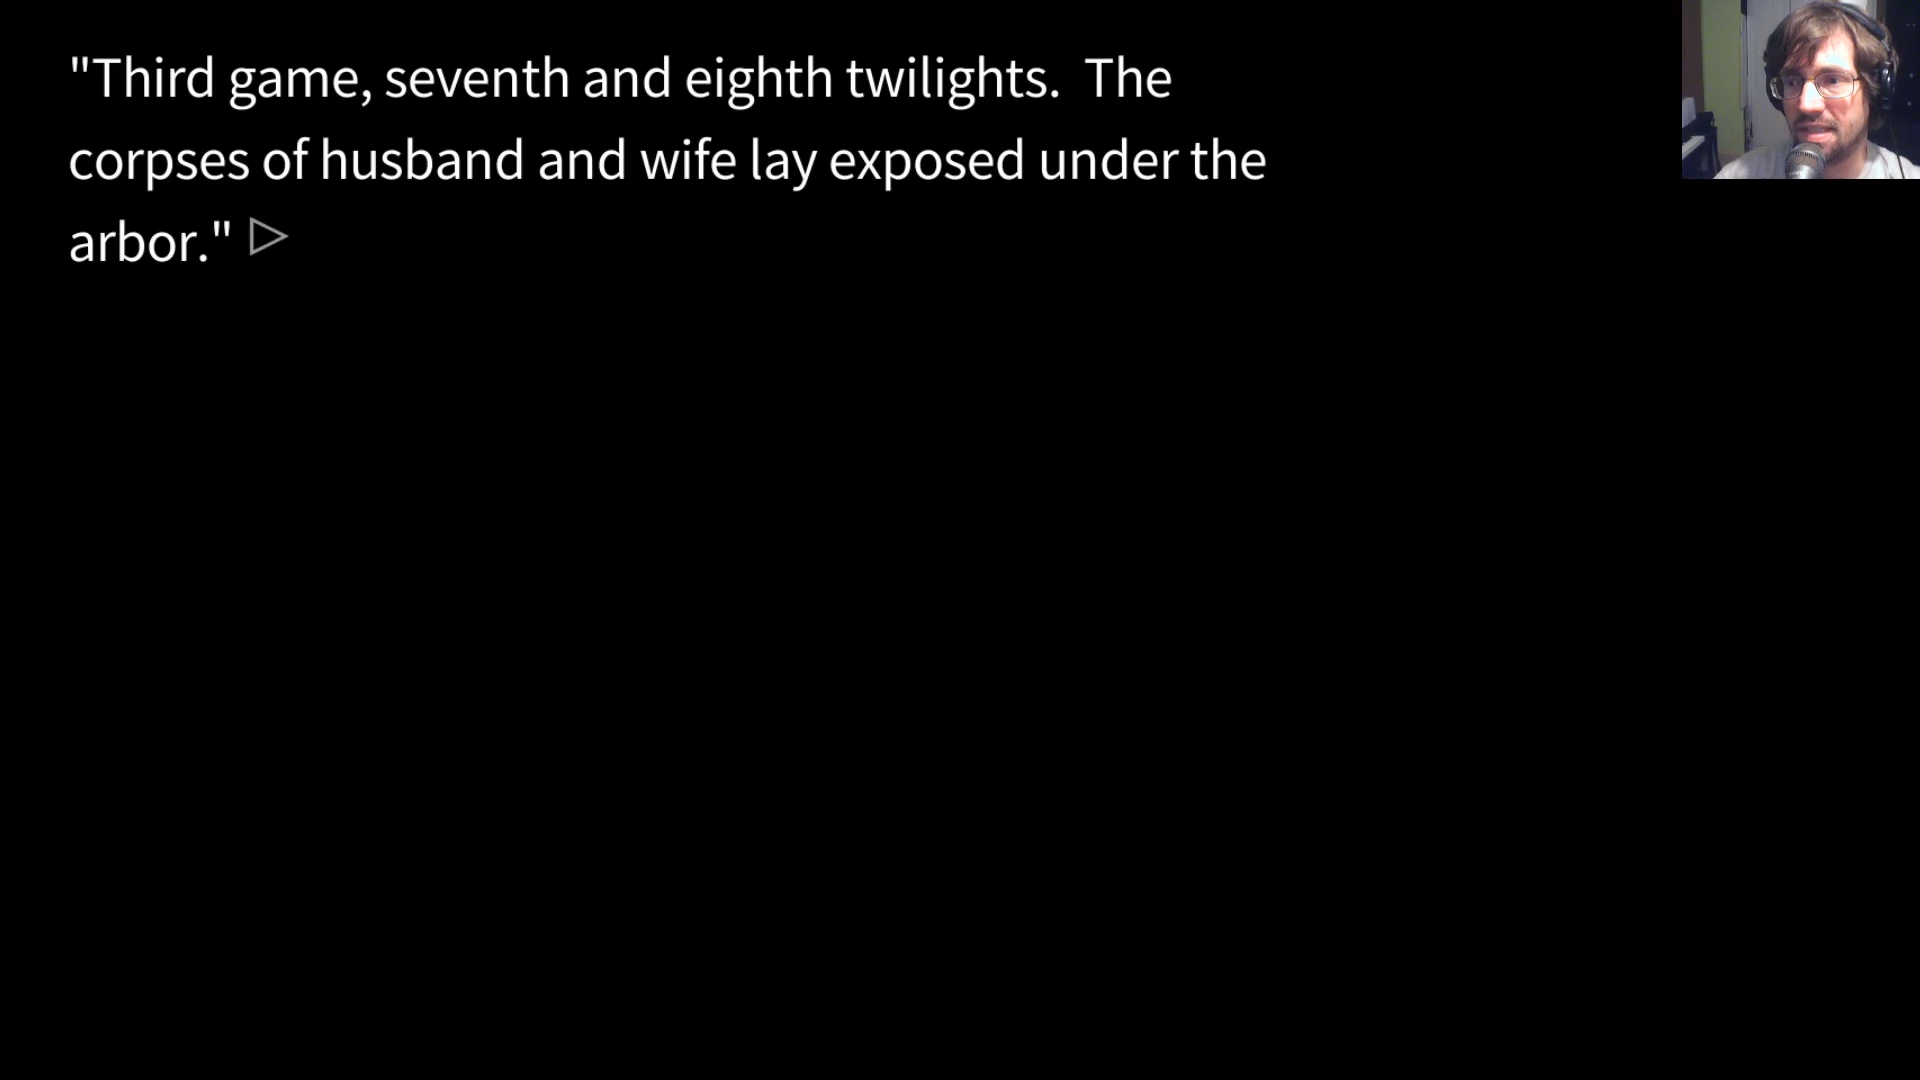 "Third game, seventh and eighth twilights.  The
corpses of husband and wife lay exposed under the
arbor."